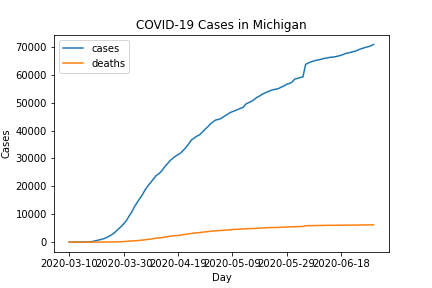 COVID-19 Cases in Michigan
cases
deaths
70000
60000
50000
40000
30000
20000
10000
0
Cases
2020-03-10 2020-03-30 2020-04-19 2020-05-09 2020-05-29 2020-06-18
Day